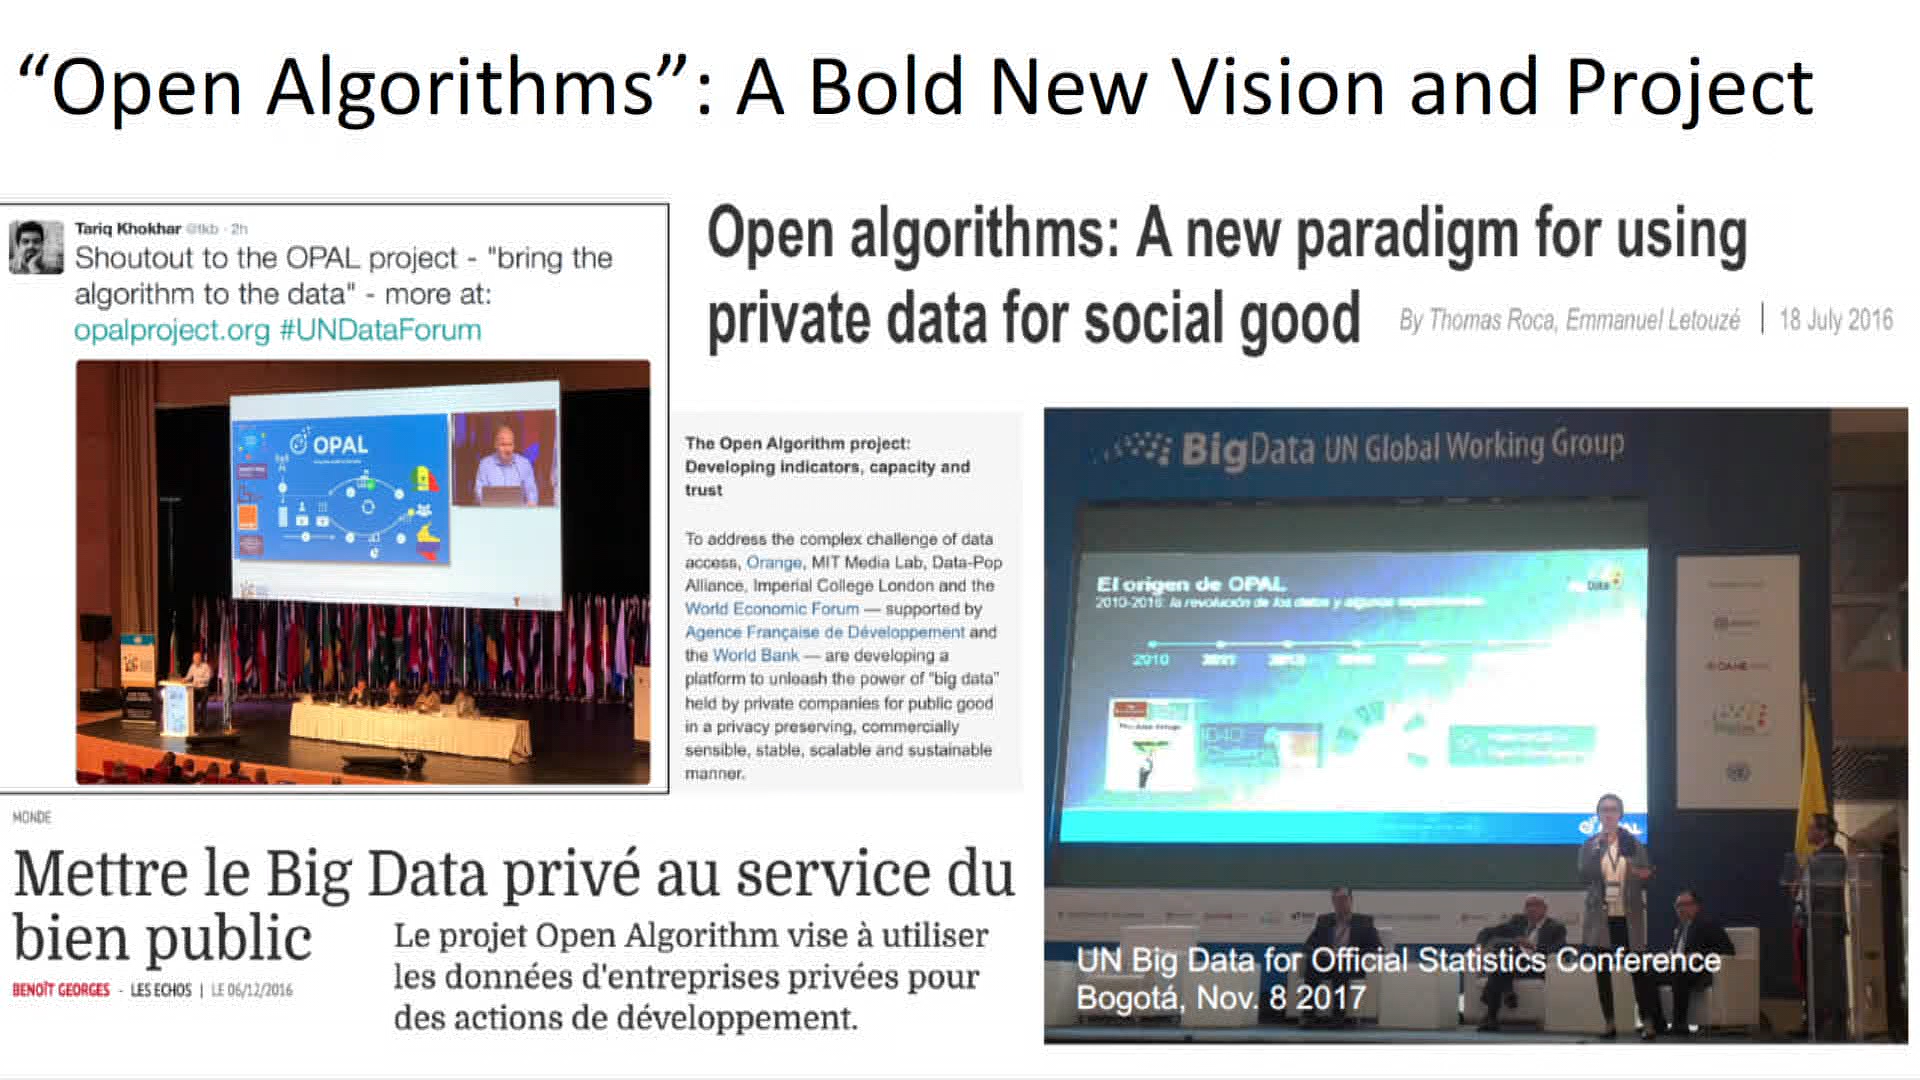 “Open Algorithms”: A Bold New Vision and Project
Tariq Khokhar @tkb · 2h
Shoutout to the OPAL project - "bring the
algorithm to the data" - more at:
opalproject.org #UNDataForum
OPAL
Open algorithms: A new paradigm for using
private data for social good
By Thomas Roca, Emmanuel Letouzé | 18 July 2016
The Open Algorithm project:
Developing indicators, capacity and
trust
To address the complex challenge of data
access, Orange, MIT Media Lab, Data-Pop
Alliance, Imperial College London and the
World Economic Forum — supported by
Agence Française de Développement and
the World Bank — are developing a
platform to unleash the power of "big data"
held by private companies for public good
in a privacy preserving, commercially
sensible, stable, scalable and sustainable
manner.
BigData UN Global Working Group
El origen de OPAL
2010-2016: la revolución de los datos y algunos
2010
DANE
UN Big Data for Official Statistics Conference
Bogotá, Nov. 8 2017
MONDE
Mettre le Big Data privé au service du
bien public
BENOÎT GEORGES - LES ECHOS | LE 06/12/2016
Le projet Open Algorithm vise à utiliser
les données d'entreprises privées pour
des actions de développement.